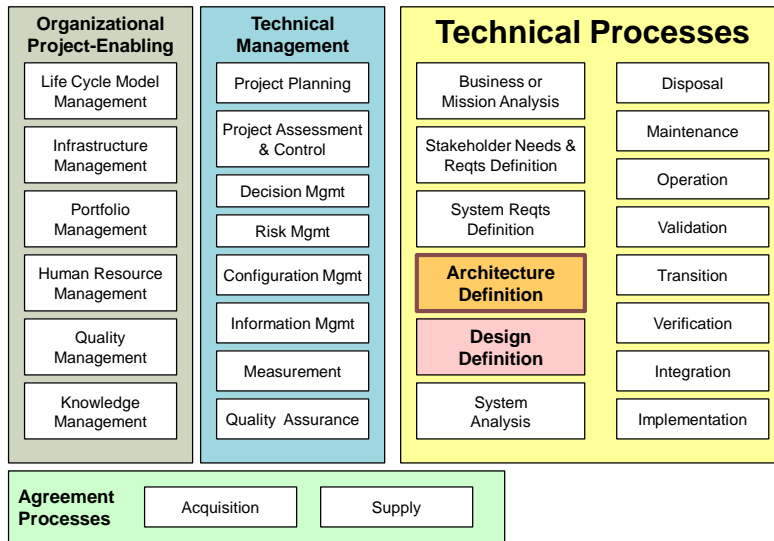 Organizational
Project-Enabling
Life Cycle Model
Management
Infrastructure
Management
Portfolio
Management
Human Resource
Management
Quality
Management
Knowledge
Management
Technical
Management
Project Planning
Project Assessment
& Control
Decision Mgmt
Risk Mgmt
Configuration Mgmt
Information Mgmt
Measurement
Quality Assurance
Technical Processes
Business or
Mission Analysis
Stakeholder Needs &
Reqts Definition
System Reqts
Definition
Architecture
Definition
Design
Definition
System
Analysis
Disposal
Maintenance
Operation
Validation
Transition
Verification
Integration
Implementation
Agreement
Processes
Acquisition
Supply